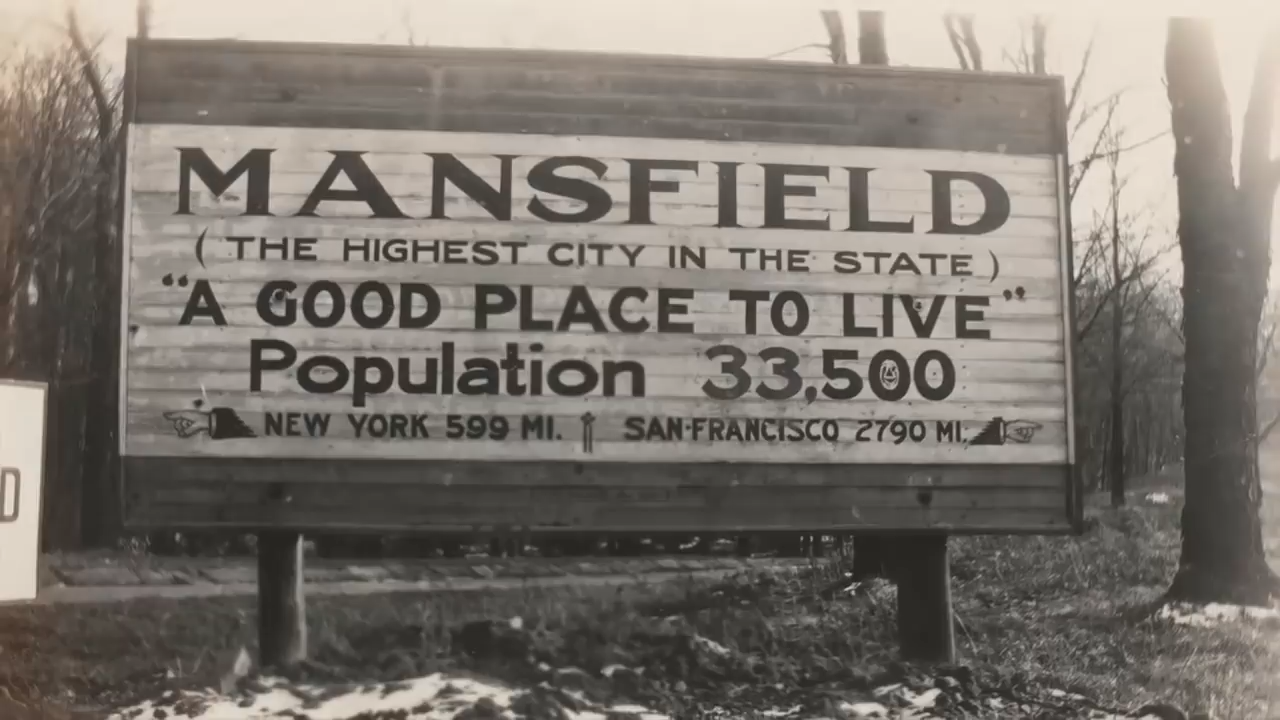 MANSFIELD
( THE HIGHEST CITY IN THE STATE )
"A GOOD PLACE TO LIVE"
Population 33,500
NEW YORK 599 MI. SAN-FRANCISCO 2790 MI.
D